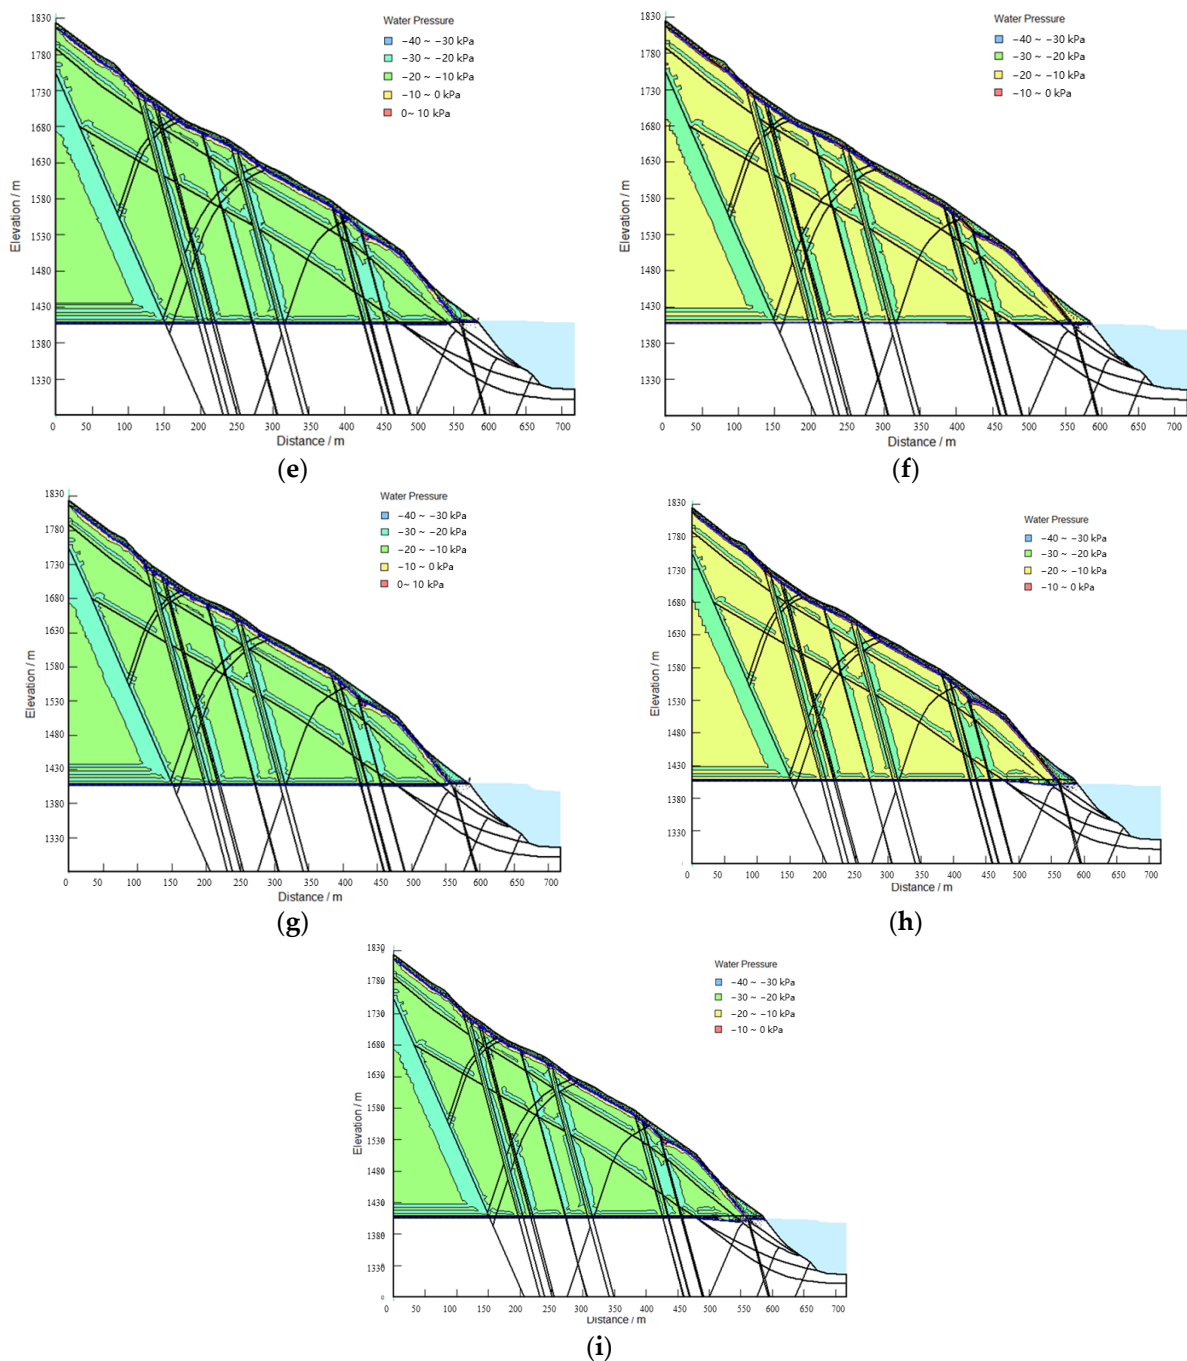 Water Pressure
−40 ~ −30 kPa
−30 ~ −20 kPa
−20 ~ −10 kPa
−10 ~ 0 kPa
0~ 10 kPa
Elevation / m
1830
1780
1730
1680
1630
1580
1530
1480
1430
1380
1330
0 50 100 150 200 250 300 350 400 450 500 550 600 650 700
Distance / m
(e)
Water Pressure
−40 ~ −30 kPa
−30 ~ −20 kPa
−20 ~ −10 kPa
−10 ~ 0 kPa
Elevation / m
1830
1780
1730
1680
1630
1580
1530
1480
1430
1380
1330
0 50 100 150 200 250 300 350 400 450 500 550 600 650 700
Distance / m
(f)
Water Pressure
−40 ~ −30 kPa
−30 ~ −20 kPa
−20 ~ −10 kPa
−10 ~ 0 kPa
0~ 10 kPa
Elevation / m
1830
1780
1730
1680
1630
1580
1530
1480
1430
1380
1330
0 50 100 150 200 250 300 350 400 450 500 550 600 650 700
Distance / m
(g)
Water Pressure
−40 ~ −30 kPa
−30 ~ −20 kPa
−20 ~ −10 kPa
−10 ~ 0 kPa
Elevation / m
1830
1780
1730
1680
1630
1580
1530
1480
1430
1380
1330
0 50 100 150 200 250 300 350 400 450 500 550 600 650 700
Distance / m
(h)
Water Pressure
−40 ~ −30 kPa
−30 ~ −20 kPa
−20 ~ −10 kPa
−10 ~ 0 kPa
Elevation / m
1830
1780
1730
1680
1630
1580
1530
1480
1430
1380
1330
0
0 50 100 150 200 250 300 350 400 450 500 550 600 650 700
Distance / m
(i)